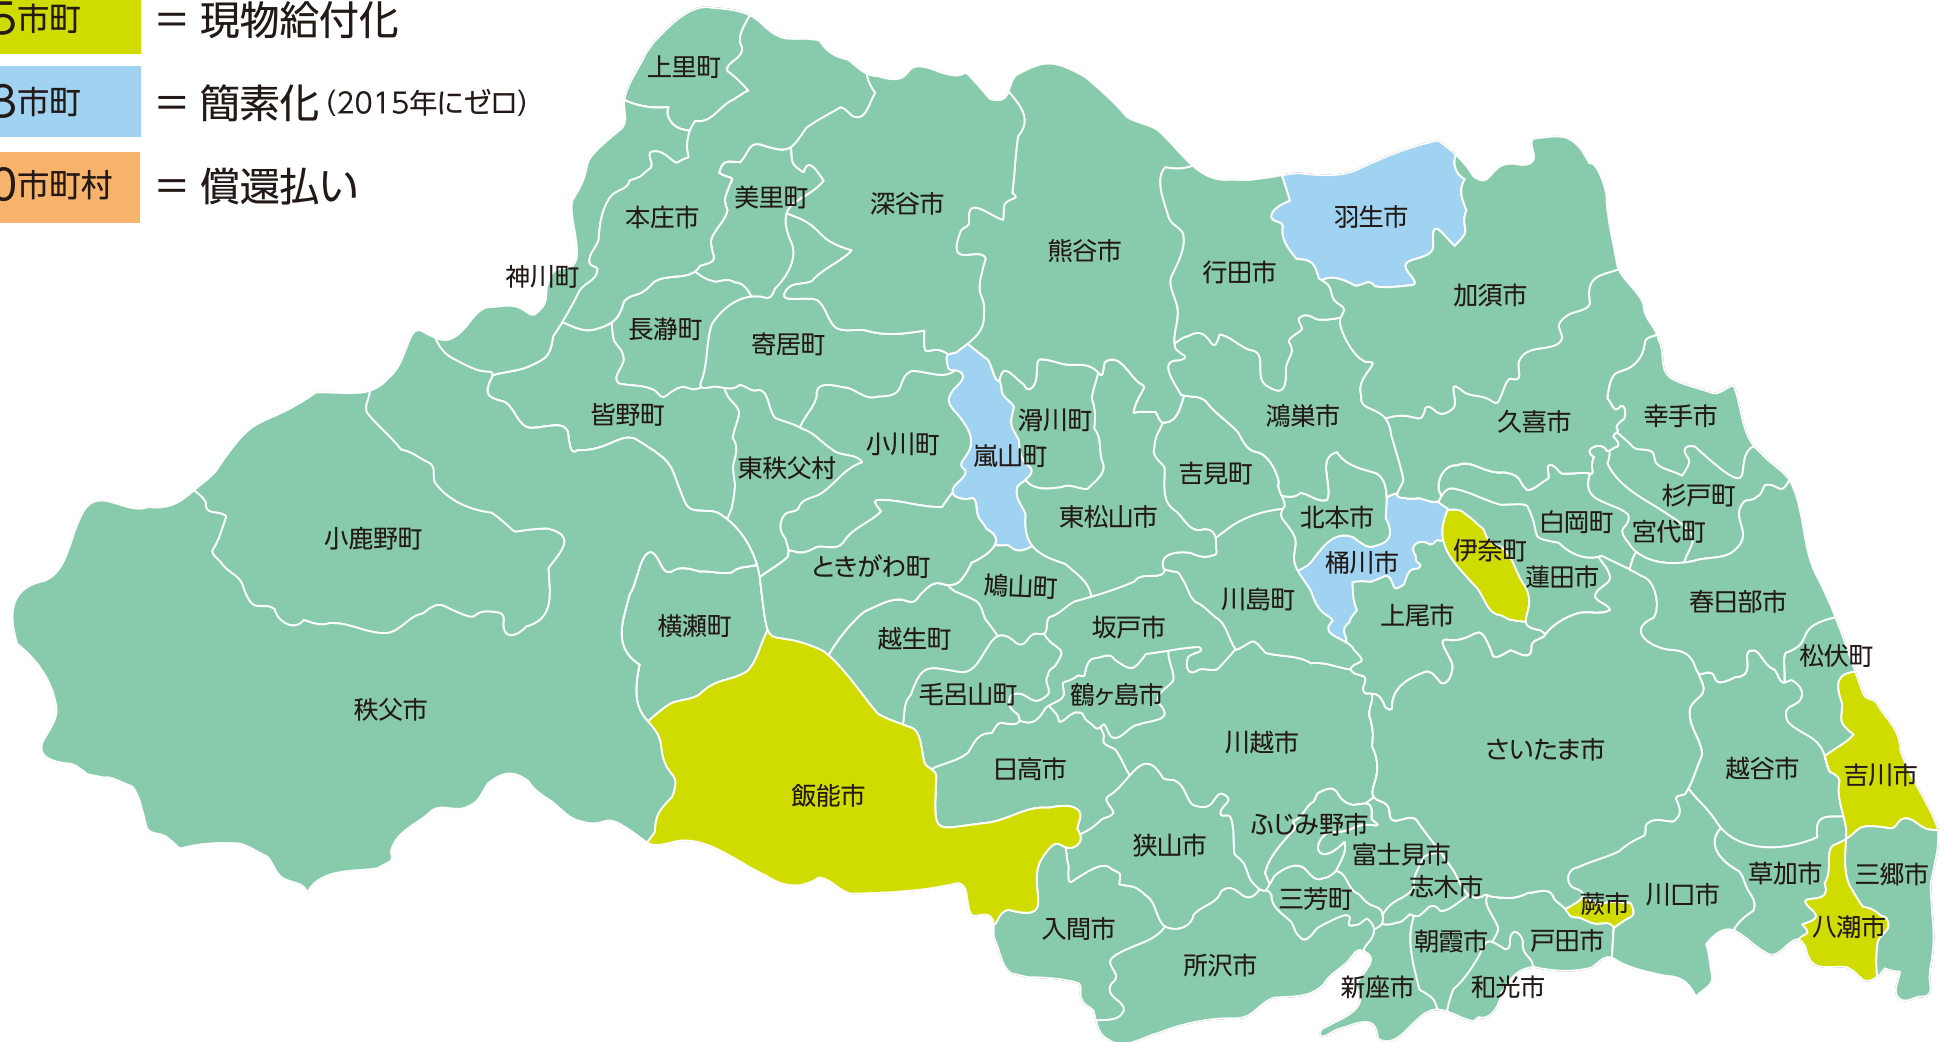 5市町 = 現物給付化
3市町 = 簡素化(2015年にゼロ)
0市町村 = 償還払い
上里町
美里町
深谷市
本庄市
羽生市
熊谷市
行田市
神川町
加須市
長瀞町
寄居町
皆野町
滑川町
鴻巣市
久喜市
幸手市
小川町
嵐山町
東秩父村
吉見町
杉戸町
東松山市
北本市
白岡町
宮代町
小鹿野町
ときがわ町
桶川市
伊奈町
蓮田市
鳩山町
川島町
春日部市
上尾市
横瀬町
越生町
坂戸市
松伏町
毛呂山町
鶴ヶ島市
秩父市
川越市
さいたま市
日高市
越谷市
吉川市
飯能市
ふじみ野市
狭山市
富士見市
草加市
三郷市
志木市
三芳町
蕨市
川口市
入間市
八潮市
朝霞市
戸田市
所沢市
新座市
和光市